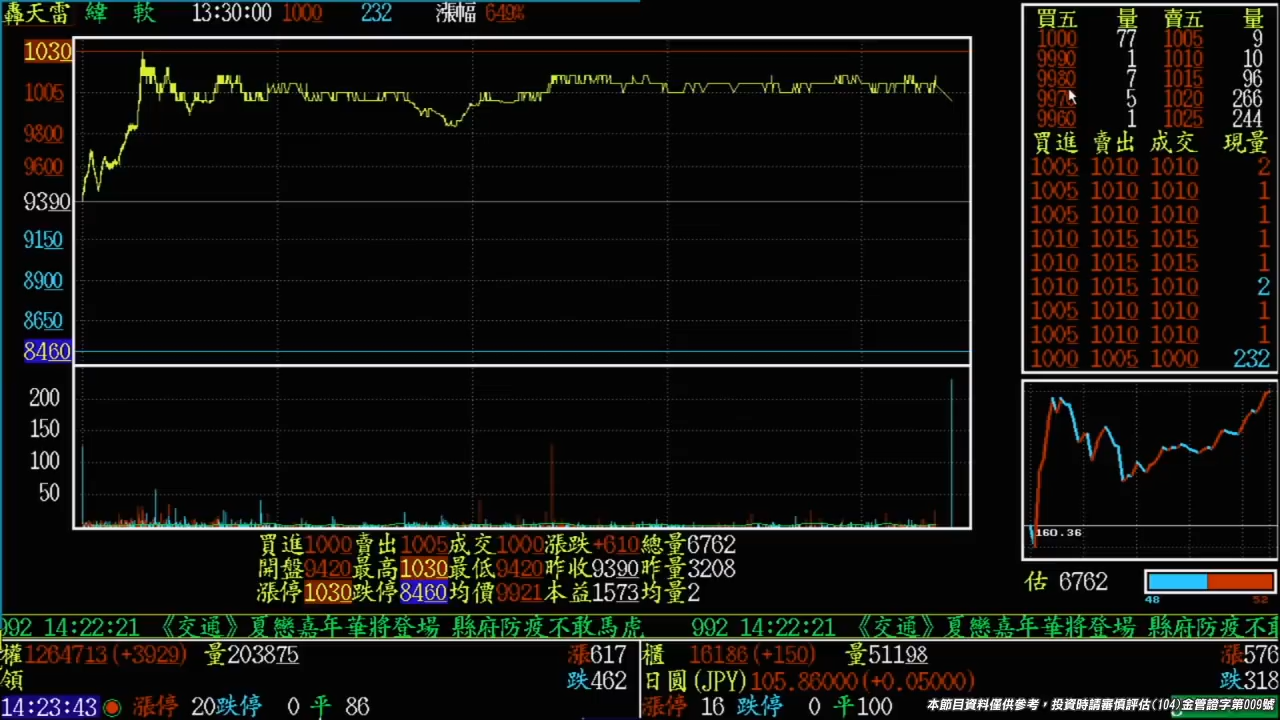 轟天雷 緯 軟 13:30:00 1000 232 漲幅 649%
1030
1005
9800
9600
9390
9150
8900
8650
8460
200
150
100
50
買進1000賣出1005成交1000漲跌+610總量6762
開盤9420最高1030最低9420昨收9390昨量3208
漲停1030跌停8460均價9921本益1573均量2
買五 量 賣五 量
1000 77 1005 9
9990 1 1010 10
9980 7 1015 96
9970 5 1020 266
9960 1 1025 244
買進 賣出 成交 現量
1005 1010 1010 2
1005 1010 1010 1
1005 1010 1010 1
1010 1015 1015 1
1010 1015 1015 1
1010 1015 1010 2
1005 1010 1010 1
1005 1010 1010 1
1000 1005 1000 232
160.36
估 6762
48 52
992 14:22:21 《交通》夏戀嘉年華將登場 縣府防疫不敢馬虎 992 14:22:21 《交通》夏戀嘉年華將登場 縣府防疫不敢
權1264713(+3929) 量203875 漲617
領 跌462
14:23:43 漲停 20跌停 0 平 86
櫃 16186(+150) 量51198 漲576
日圓(JPY)105.86000(+0.05000) 跌318
漲停 16 跌停 0 平100
本節目資料僅供參考，投資時請審慎評估(104)金管證字第009號